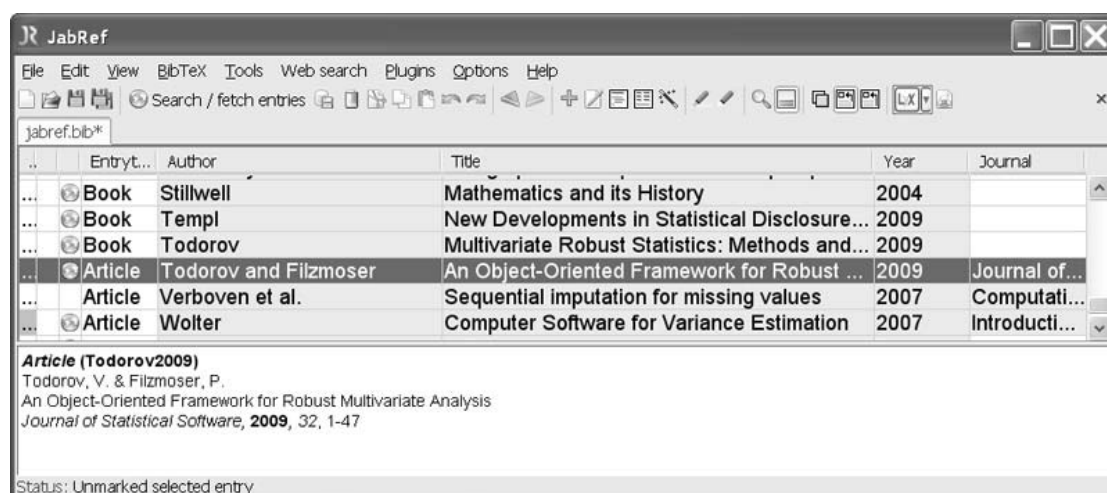 JabRef
File Edit View BibTeX Tools Web search Plugins Options Help
Search / fetch entries
jabref.bib*
.. Entryt... Author Title Year Journal
... Book Stillwell Mathematics and its History 2004
... Book Templ New Developments in Statistical Disclosure... 2009
... Book Todorov Multivariate Robust Statistics: Methods and... 2009
... Article Todorov and Filzmoser An Object-Oriented Framework for Robust ... 2009 Journal of...
... Article Verboven et al. Sequential imputation for missing values 2007 Computati...
... Article Wolter Computer Software for Variance Estimation 2007 Introducti...
Article (Todorov2009)
Todorov, V. & Filzmoser, P.
An Object-Oriented Framework for Robust Multivariate Analysis
Journal of Statistical Software, 2009, 32, 1-47
Status: Unmarked selected entry